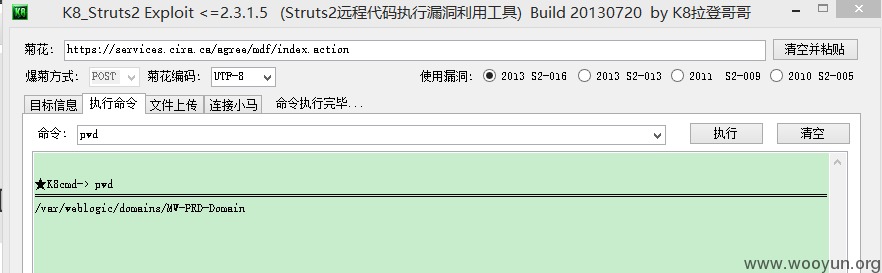 K8 K8_Struts2 Exploit <=2.3.1.5 (Struts2远程代码执行漏洞利用工具) Build 20130720 by K8拉登哥哥
菊花: https://services.cira.ca/agree/mdf/index.action 清空并粘贴
爆菊方式: POST 菊花编码: UTF-8 使用漏洞: 2013 S2-016 2013 S2-013 2011 S2-009 2010 S2-005
目标信息 执行命令 文件上传 连接小马 命令执行完毕...
命令: pwd 执行 清空
★K8cmd-> pwd
/var/weblogic/domains/MW-PRD-Domain
www.wooyun.org